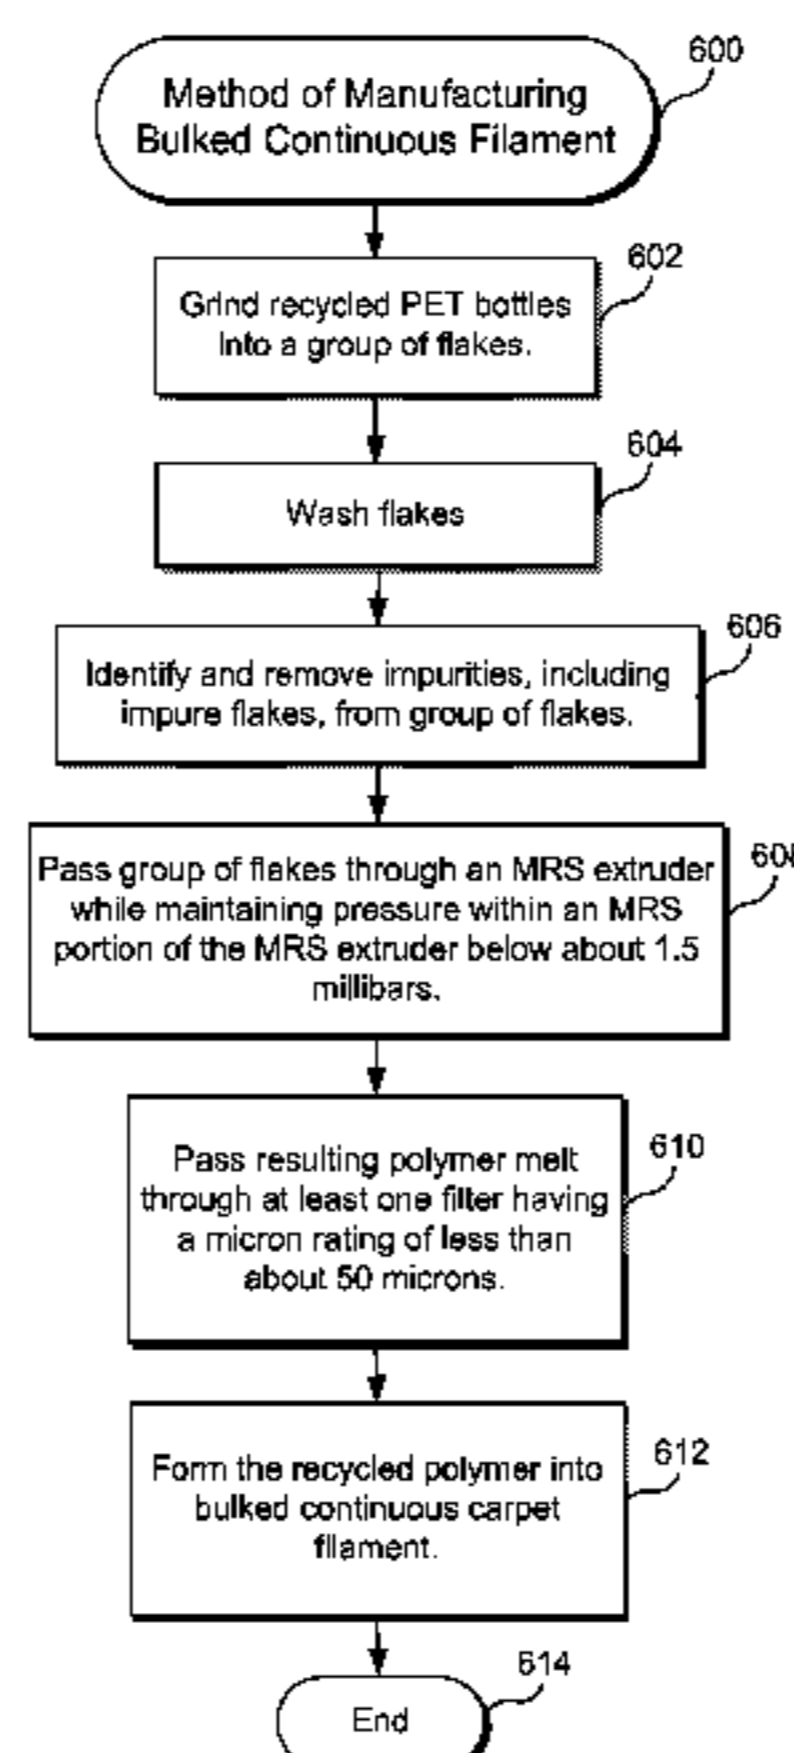 600
Method of Manufacturing
Bulked Continuous Filament
602
Grind recycled PET bottles
into a group of flakes.
604
Wash flakes
606
Identify and remove impurities, including
impure flakes, from group of flakes.
608
Pass group of flakes through an MRS extruder
while maintaining pressure within an MRS
portion of the MRS extruder below about 1.5
millibars.
610
Pass resulting polymer melt
through at least one filter having
a micron rating of less than
about 50 microns.
612
Form the recycled polymer into
bulked continuous carpet
filament.
614
End